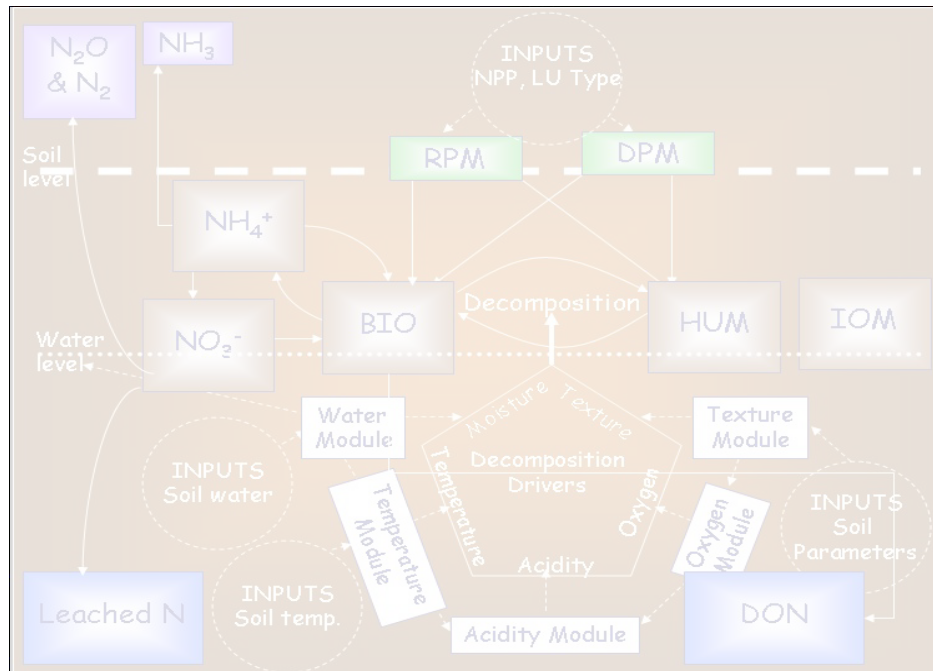 N₂O
& N₂
NH₃
INPUTS
NPP, LU Type
Soil
level
RPM
DPM
NH₄⁺
Decomposition
BIO
HUM
IOM
NO₃⁻
Water
level
Moisture
Texture
Water
Module
Texture
Module
Temperature
Decomposition
Drivers
Oxygen
INPUTS
Soil water
Temperature
Module
Oxygen
Module
INPUTS
Soil
Parameters
Acidity
INPUTS
Soil temp.
Leached N
Acidity Module
DON